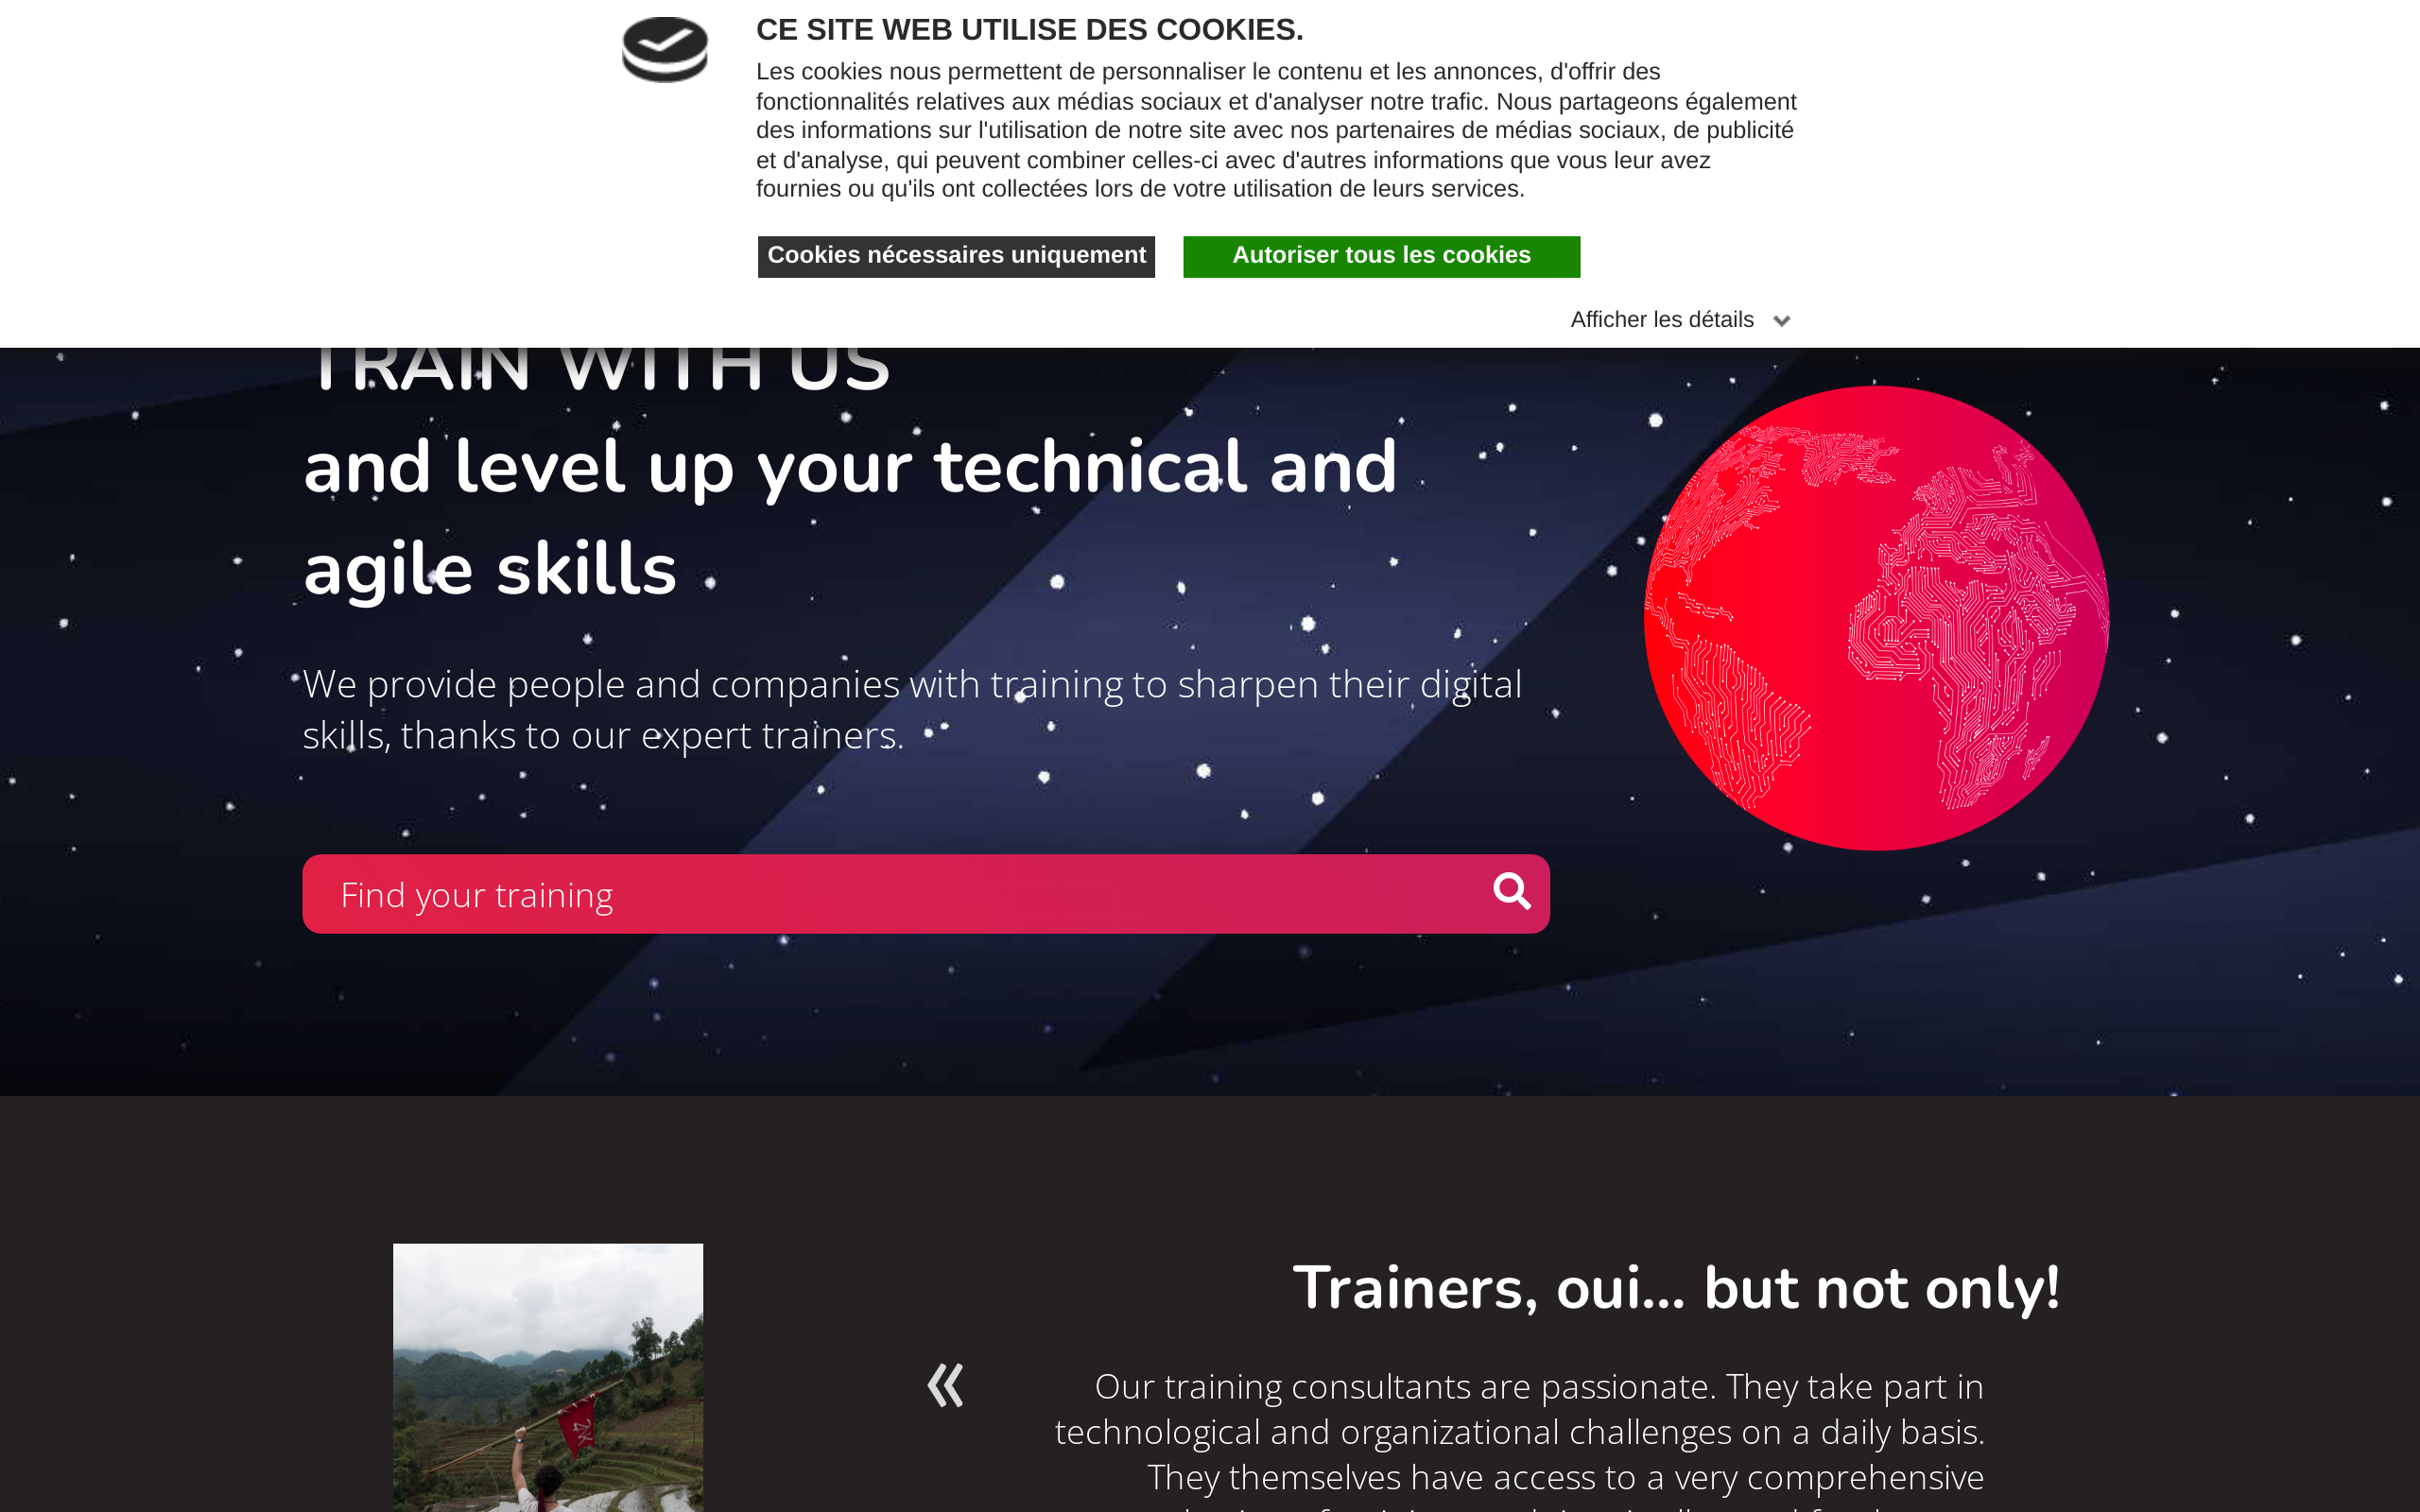 CE SITE WEB UTILISE DES COOKIES.
Les cookies nous permettent de personnaliser le contenu et les annonces, d'offrir des
fonctionnalités relatives aux médias sociaux et d'analyser notre trafic. Nous partageons également
des informations sur l'utilisation de notre site avec nos partenaires de médias sociaux, de publicité
et d'analyse, qui peuvent combiner celles-ci avec d'autres informations que vous leur avez
fournies ou qu'ils ont collectées lors de votre utilisation de leurs services.
Cookies nécessaires uniquement
Autoriser tous les cookies
Afficher les détails
TRAIN WITH US
and level up your technical and
agile skills
We provide people and companies with training to sharpen their digital
skills, thanks to our expert trainers.
Find your training
Trainers, oui... but not only!
«
Our training consultants are passionate. They take part in
technological and organizational challenges on a daily basis.
They themselves have access to a very comprehensive